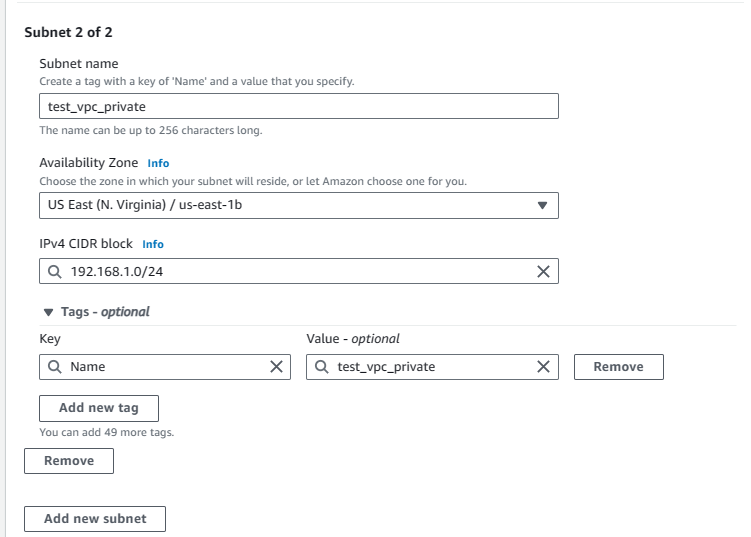 Subnet 2 of 2
Subnet name
Create a tag with a key of 'Name' and a value that you specify.
test_vpc_private
The name can be up to 256 characters long.
Availability Zone Info
Choose the zone in which your subnet will reside, or let Amazon choose one for you.
US East (N. Virginia) / us-east-1b
IPv4 CIDR block Info
192.168.1.0/24
Tags - optional
Key Value - optional
Name test_vpc_private Remove
Add new tag
You can add 49 more tags.
Remove
Add new subnet